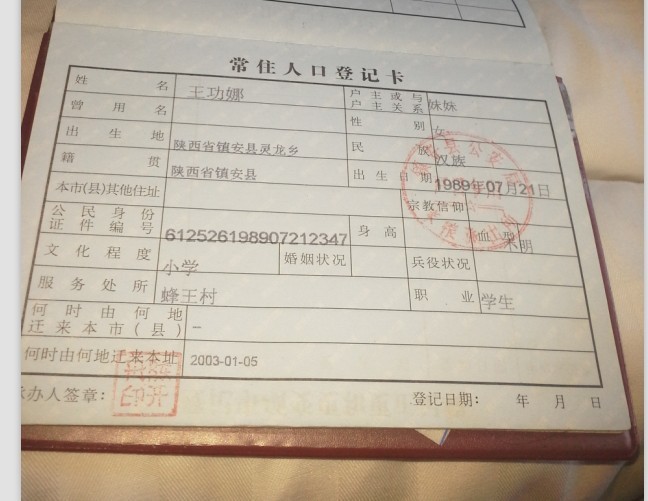 常住人口登记卡
姓名 王功娜 户主或与户主关系 妹妹
曾用名 性别 女
出生地 陕西省镇安县灵龙乡 民族 汉族
籍贯 陕西省镇安县 出生日期 1989年07月21日
本市(县)其他住址 宗教信仰
公民身份证件编号 612526198907212347 身高 血型 不明
文化程度 小学 婚姻状况 兵役状况
服务处所 蜂王村 职业 学生
何时由何地迁来本市(县) –
何时由何地迁来本址 2003-01-05
承办人签章: 登记日期: 年 月 日